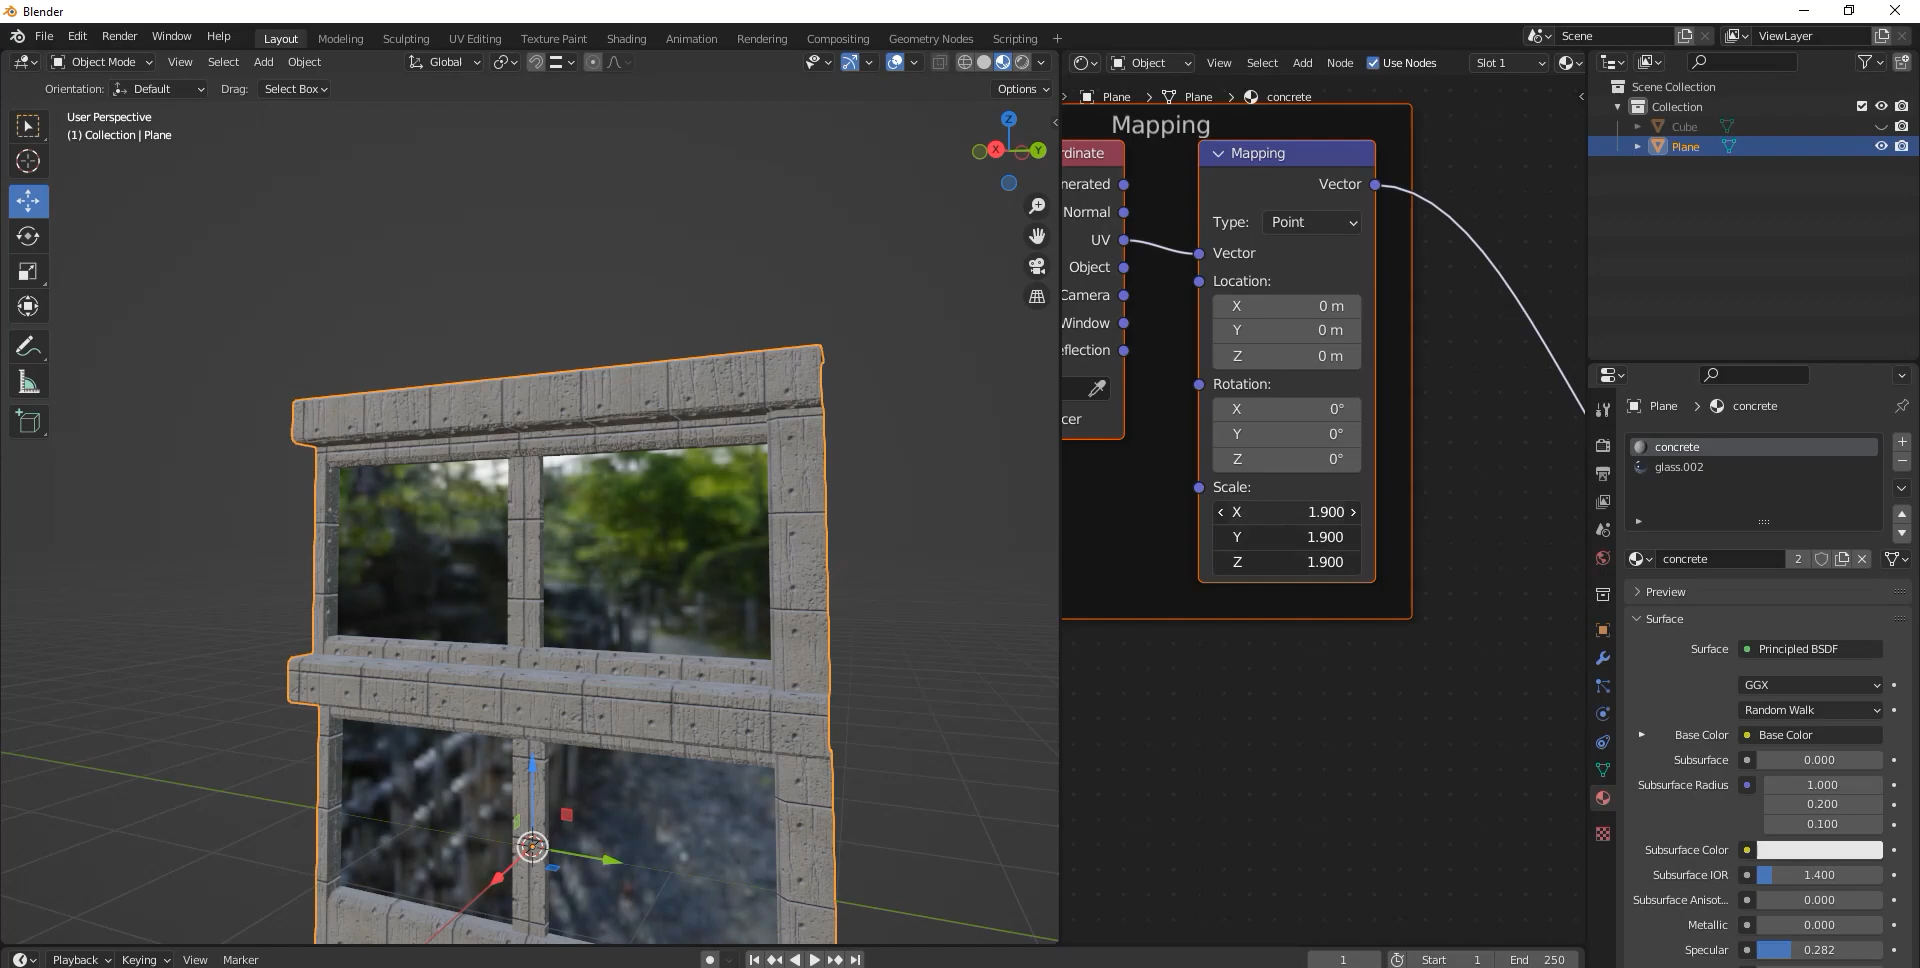 Blender
File Edit Render Window Help Layout Modeling Sculpting UV Editing Texture Paint Shading Animation Rendering Compositing Geometry Nodes Scripting Scene ViewLayer
Object Mode View Select Add Object Global
Orientation: Default Drag: Select Box Options
User Perspective
(1) Collection | Plane
Z
X
Y
Object View Select Add Node Use Nodes Slot 1
Plane Plane concrete
Mapping
rdinate
nerated
Normal
UV
Object
Camera
Window
eflection
cer
Mapping
Vector
Type: Point
Vector
Location:
X 0 m
Y 0 m
Z 0 m
Rotation:
X 0°
Y 0°
Z 0°
Scale:
X 1.900
Y 1.900
Z 1.900
Scene Collection
Collection
Cube
Plane
Plane concrete
concrete
glass.002
concrete 2
Preview
Surface
Surface Principled BSDF
GGX
Random Walk
Base Color Base Color
Subsurface 0.000
Subsurface Radius 1.000
0.200
0.100
Subsurface Color
Subsurface IOR 1.400
Subsurface Anisot... 0.000
Metallic 0.000
Specular 0.282
Playback Keying View Marker 1 Start 1 End 250